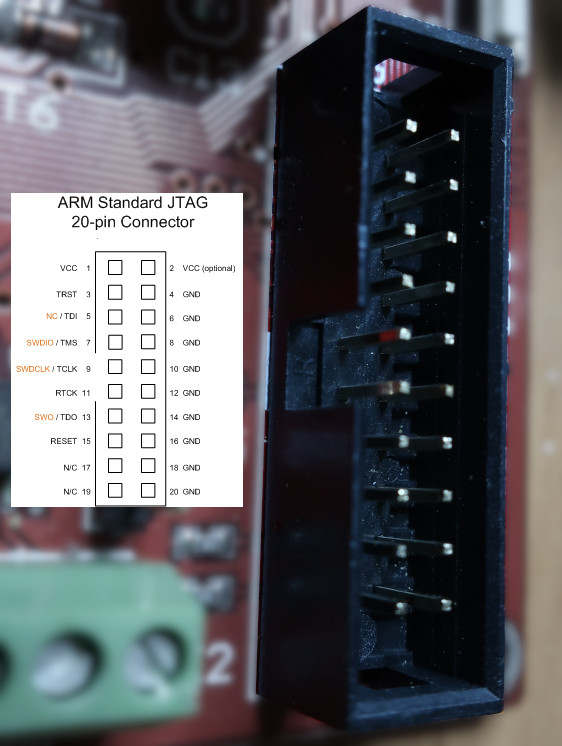 T6
ARM Standard JTAG
20-pin Connector
VCC 1 2 VCC (optional)
TRST 3 4 GND
NC / TDI 5 6 GND
SWDIO / TMS 7 8 GND
SWDCLK / TCLK 9 10 GND
RTCK 11 12 GND
SWO / TDO 13 14 GND
RESET 15 16 GND
N/C 17 18 GND
N/C 19 20 GND
2